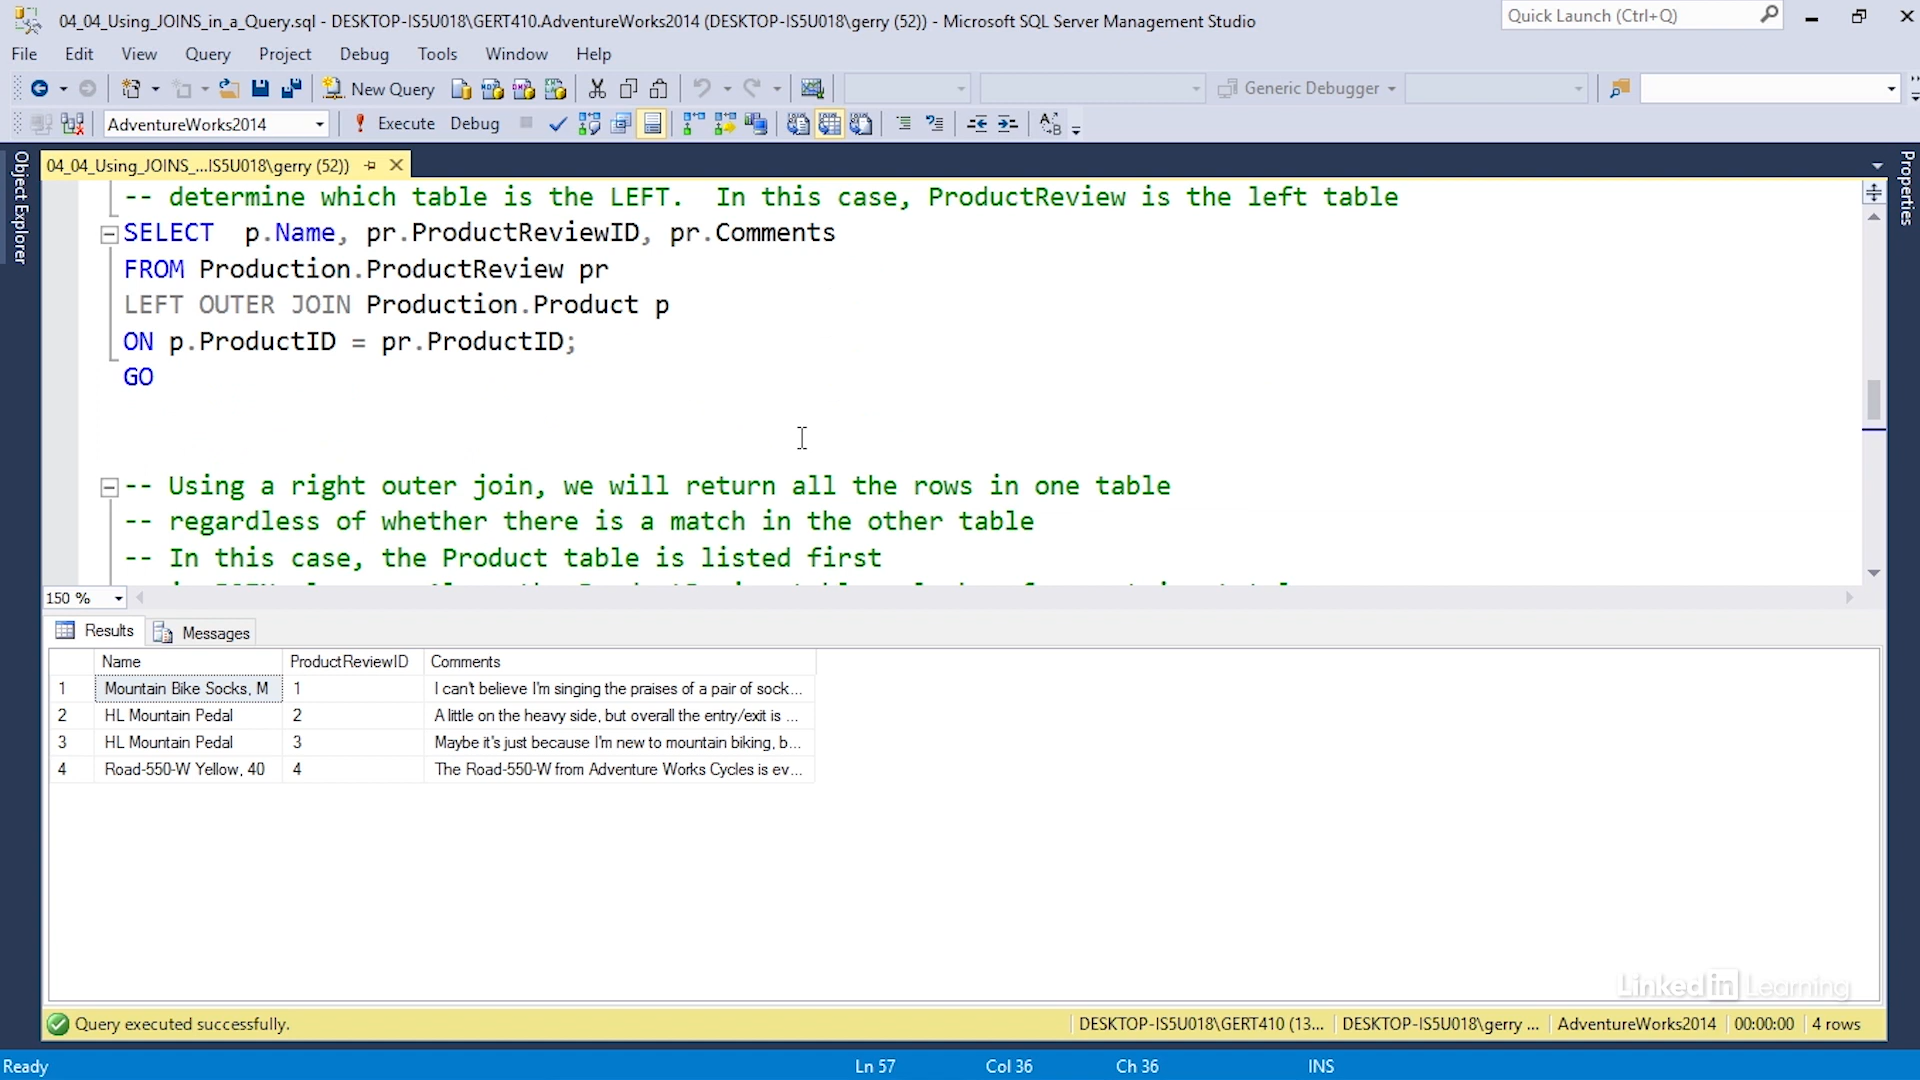 04_04_Using_JOINS_in_a_Query.sql - DESKTOP-IS5U018\GERT410.AdventureWorks2014 (DESKTOP-IS5U018\gerry (52)) - Microsoft SQL Server Management Studio
Quick Launch (Ctrl+Q)
File Edit View Query Project Debug Tools Window Help
New Query
Generic Debugger
AdventureWorks2014
Execute Debug
Object Explorer
04_04_Using_JOINS_...IS5U018\gerry (52))
Properties
-- determine which table is the LEFT.  In this case, ProductReview is the left table
SELECT  p.Name, pr.ProductReviewID, pr.Comments
FROM Production.ProductReview pr
LEFT OUTER JOIN Production.Product p
ON p.ProductID = pr.ProductID;
GO
-- Using a right outer join, we will return all the rows in one table
-- regardless of whether there is a match in the other table
-- In this case, the Product table is listed first
150 %
Results Messages
Name ProductReviewID Comments
1 Mountain Bike Socks, M 1 I can't believe I'm singing the praises of a pair of sock...
2 HL Mountain Pedal 2 A little on the heavy side, but overall the entry/exit is ...
3 HL Mountain Pedal 3 Maybe it's just because I'm new to mountain biking, b...
4 Road-550-W Yellow, 40 4 The Road-550-W from Adventure Works Cycles is ev...
Linked in Learning
Query executed successfully. DESKTOP-IS5U018\GERT410 (13... DESKTOP-IS5U018\gerry ... AdventureWorks2014 00:00:00 4 rows
Ready Ln 57 Col 36 Ch 36 INS